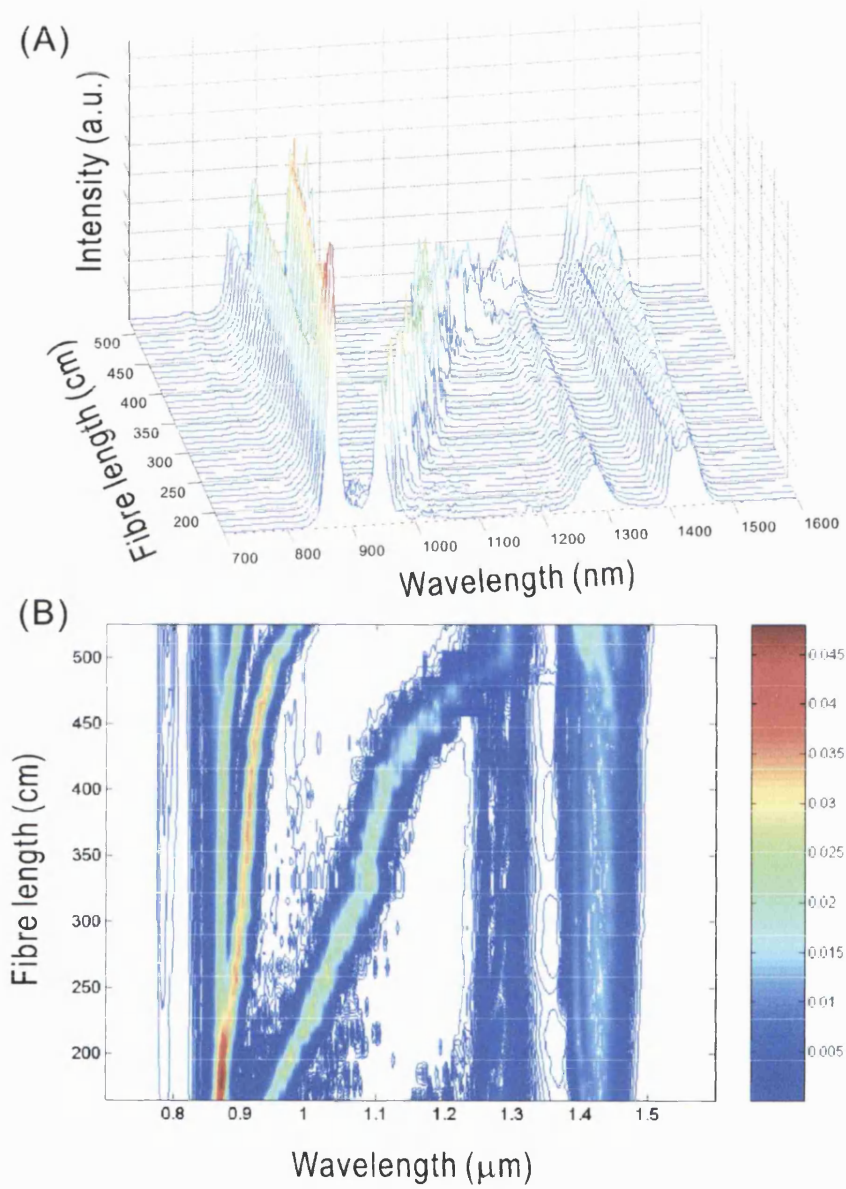 (A)
Intensity (a.u.)
Fibre length (cm)
500
450
400
350
300
250
200
700 800 900 1000 1100 1200 1300 1400 1500 1600
Wavelength (nm)
(B)
Fibre length (cm)
500
450
400
350
300
250
200
0.8 0.9 1 1.1 1.2 1.3 1.4 1.5
Wavelength (μm)
0.045
0.04
0.035
0.03
0.025
0.02
0.015
0.01
0.005